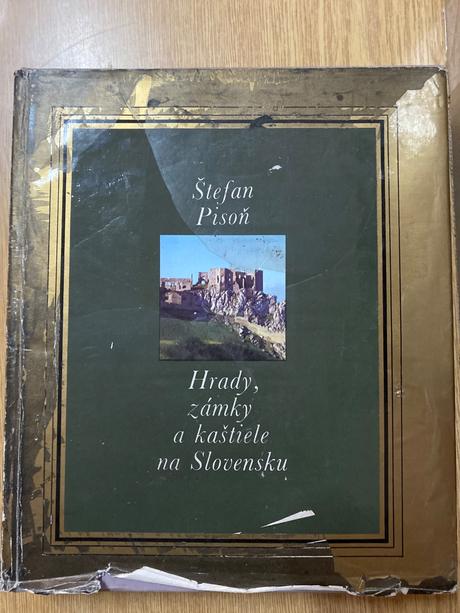 Štefan
Pisoň
Hrady,
zámky
a kaštiele
na Slovensku